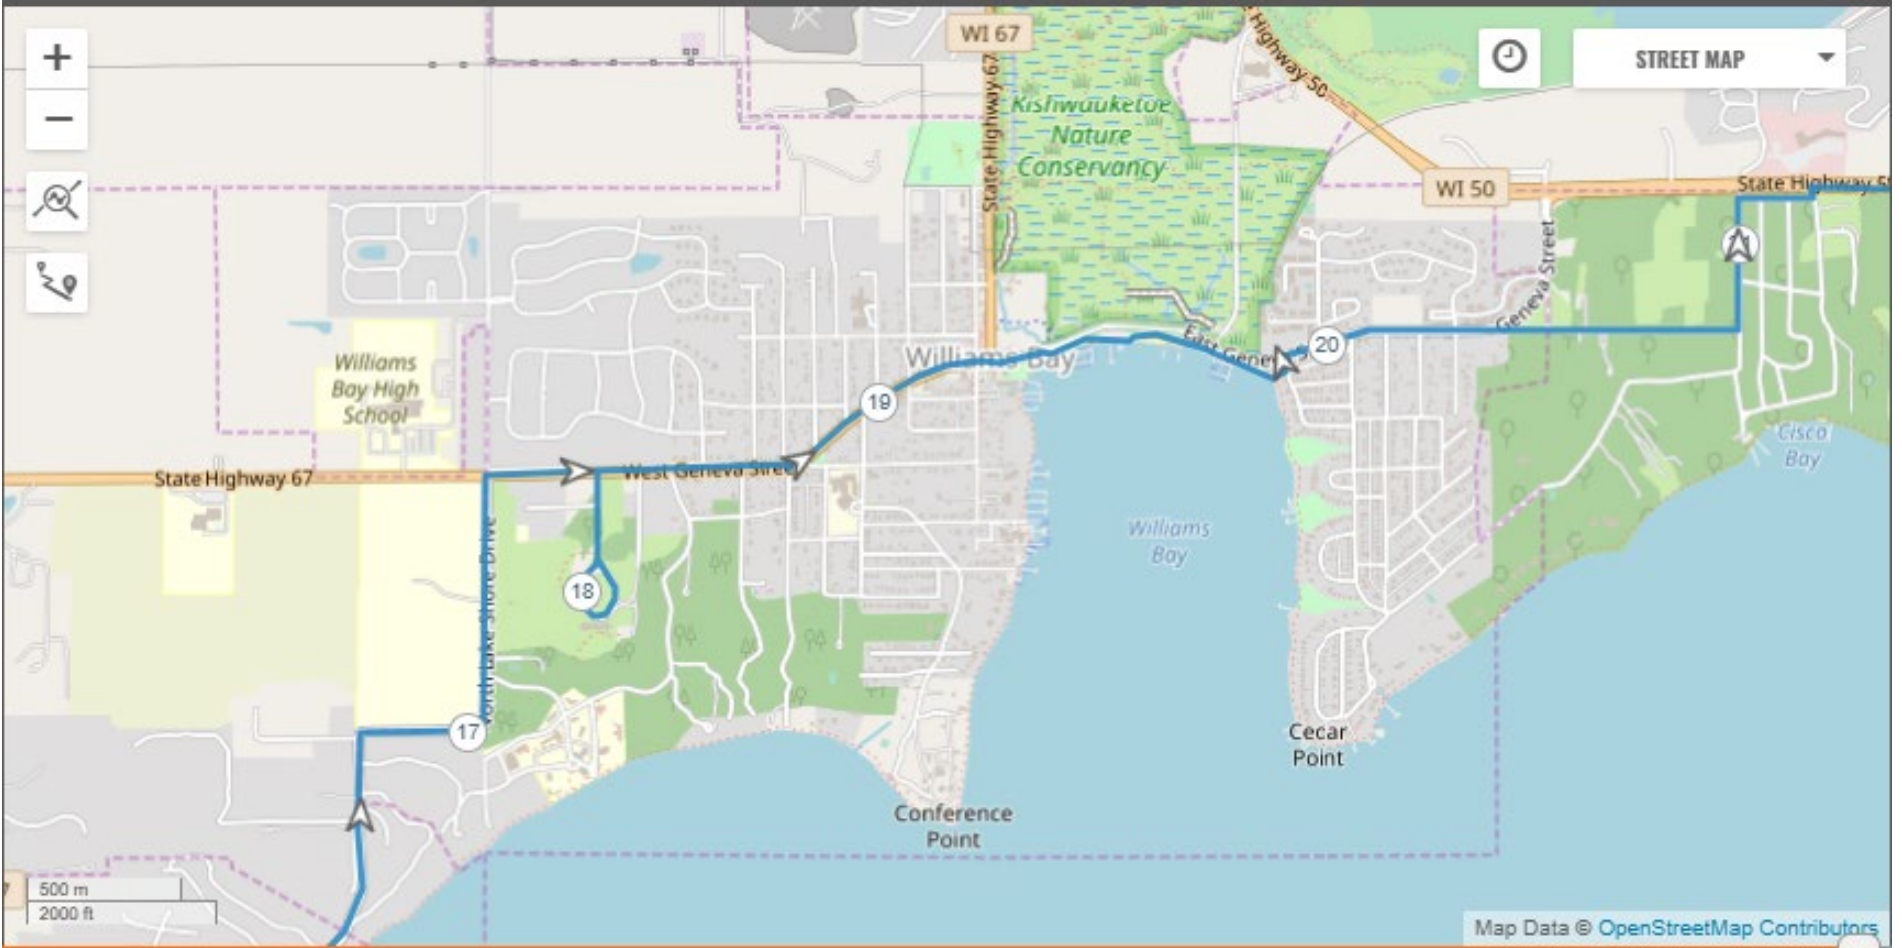 WI 67
State Highway 67
Highway 50
STREET MAP
Kishwauketoe
Nature
Conservancy
WI 50
State Highway 5
Geneva Street
Williams
Bay High
School
Williams Bay
East Genev
20
19
State Highway 67
West Geneva Stree
Cisco
Bay
North Lake Shore Drive
Williams
Bay
18
17
Cecar
Point
Conference
Point
500 m
2000 ft
Map Data © OpenStreetMap Contributors